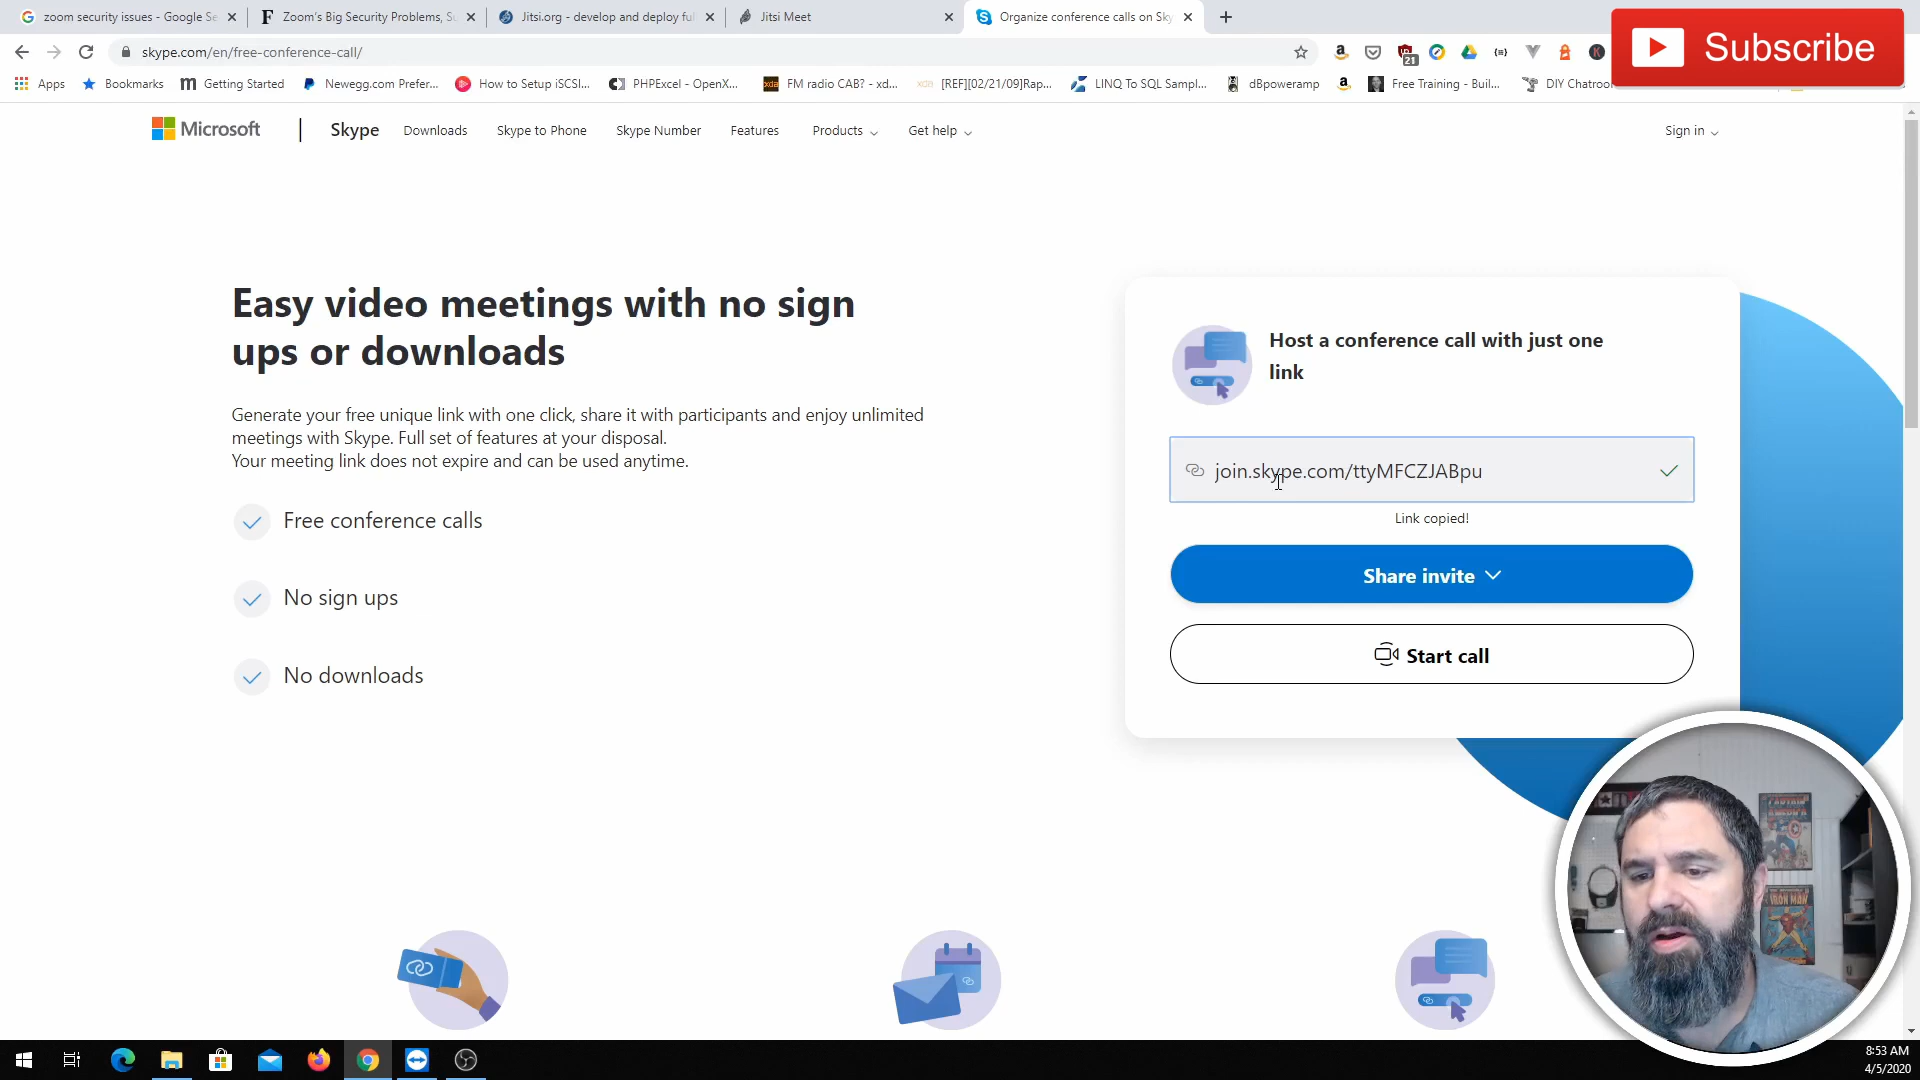 zoom security issues - Google Se
Zoom's Big Security Problems, Su
Jitsi.org - develop and deploy ful
Jitsi Meet
Organize conference calls on Sky
skype.com/en/free-conference-call/
21
K
Subscribe
Apps
Bookmarks
Getting Started
Newegg.com Prefer...
How to Setup iSCSI...
PHPExcel - OpenX...
FM radio CAB? - xd...
[REF][02/21/09]Rap...
LINQ To SQL Sampl...
dBpoweramp
Free Training - Buil...
DIY Chatroo
Microsoft
Skype
Downloads
Skype to Phone
Skype Number
Features
Products
Get help
Sign in
Easy video meetings with no sign
ups or downloads
Generate your free unique link with one click, share it with participants and enjoy unlimited
meetings with Skype. Full set of features at your disposal.
Your meeting link does not expire and can be used anytime.
Free conference calls
No sign ups
No downloads
Host a conference call with just one
link
join.skype.com/ttyMFCZJABpu
Link copied!
Share invite
Start call
CAPTAIN
AMERICA
IRON MAN
8:53 AM
4/5/2020